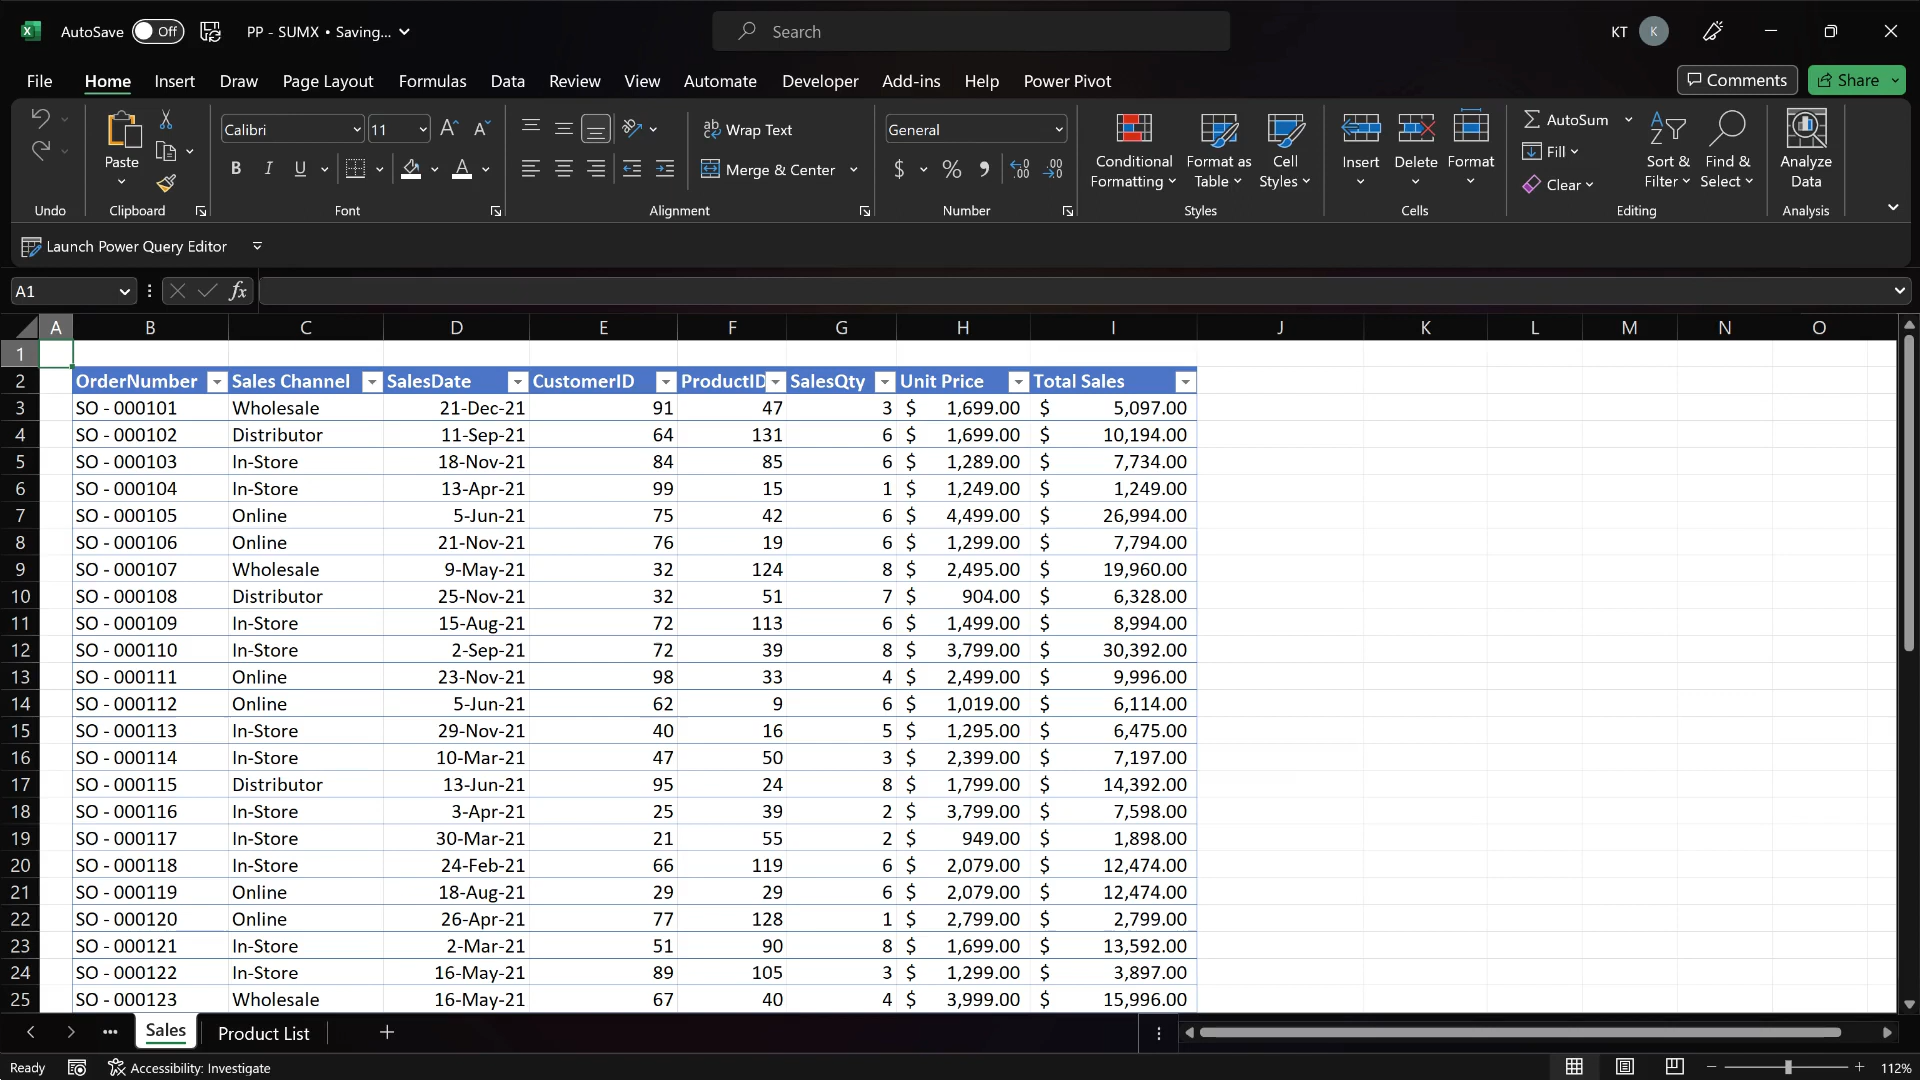 AutoSave Off PP - SUMX • Saving... Search KT K
File Home Insert Draw Page Layout Formulas Data Review View Automate Developer Add-ins Help Power Pivot Comments Share
Paste Calibri 11 B I U A Wrap Text Merge & Center General $ % 9 Conditional Formatting Format as Table Cell Styles Insert Delete Format AutoSum Fill Clear Sort & Filter Find & Select Analyze Data
Undo Clipboard Font Alignment Number Styles Cells Editing Analysis
Launch Power Query Editor
A1 fx
A B C D E F G H I J K L M N O
1
2 OrderNumber Sales Channel SalesDate CustomerID ProductID SalesQty Unit Price Total Sales
3 SO - 000101 Wholesale 21-Dec-21 91 47 3 $ 1,699.00 $ 5,097.00
4 SO - 000102 Distributor 11-Sep-21 64 131 6 $ 1,699.00 $ 10,194.00
5 SO - 000103 In-Store 18-Nov-21 84 85 6 $ 1,289.00 $ 7,734.00
6 SO - 000104 In-Store 13-Apr-21 99 15 1 $ 1,249.00 $ 1,249.00
7 SO - 000105 Online 5-Jun-21 75 42 6 $ 4,499.00 $ 26,994.00
8 SO - 000106 Online 21-Nov-21 76 19 6 $ 1,299.00 $ 7,794.00
9 SO - 000107 Wholesale 9-May-21 32 124 8 $ 2,495.00 $ 19,960.00
10 SO - 000108 Distributor 25-Nov-21 32 51 7 $ 904.00 $ 6,328.00
11 SO - 000109 In-Store 15-Aug-21 72 113 6 $ 1,499.00 $ 8,994.00
12 SO - 000110 In-Store 2-Sep-21 72 39 8 $ 3,799.00 $ 30,392.00
13 SO - 000111 Online 23-Nov-21 98 33 4 $ 2,499.00 $ 9,996.00
14 SO - 000112 Online 5-Jun-21 62 9 6 $ 1,019.00 $ 6,114.00
15 SO - 000113 In-Store 29-Nov-21 40 16 5 $ 1,295.00 $ 6,475.00
16 SO - 000114 In-Store 10-Mar-21 47 50 3 $ 2,399.00 $ 7,197.00
17 SO - 000115 Distributor 13-Jun-21 95 24 8 $ 1,799.00 $ 14,392.00
18 SO - 000116 In-Store 3-Apr-21 25 39 2 $ 3,799.00 $ 7,598.00
19 SO - 000117 In-Store 30-Mar-21 21 55 2 $ 949.00 $ 1,898.00
20 SO - 000118 In-Store 24-Feb-21 66 119 6 $ 2,079.00 $ 12,474.00
21 SO - 000119 Online 18-Aug-21 29 29 6 $ 2,079.00 $ 12,474.00
22 SO - 000120 Online 26-Apr-21 77 128 1 $ 2,799.00 $ 2,799.00
23 SO - 000121 In-Store 2-Mar-21 51 90 8 $ 1,699.00 $ 13,592.00
24 SO - 000122 In-Store 16-May-21 89 105 3 $ 1,299.00 $ 3,897.00
25 SO - 000123 Wholesale 16-May-21 67 40 4 $ 3,999.00 $ 15,996.00
Sales Product List
Ready Accessibility: Investigate 112%